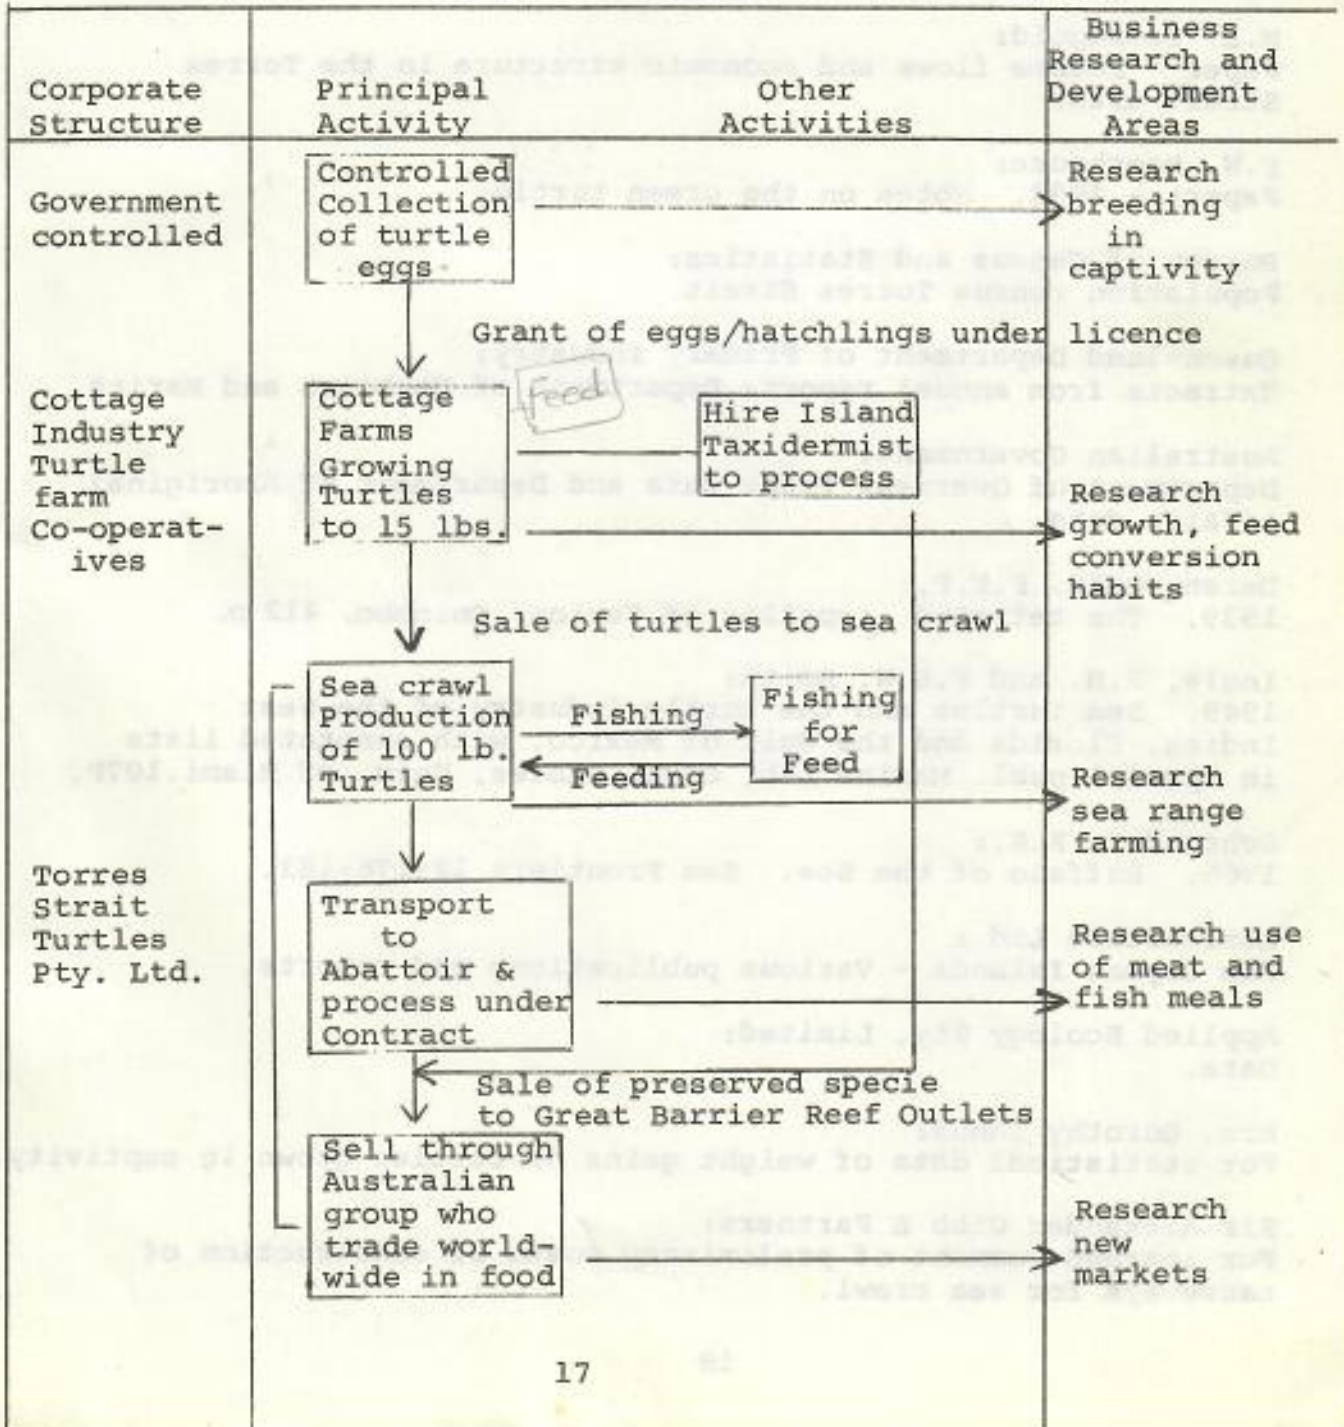 Corporate
Structure
Principal
Activity
Other
Activities
Business
Research and
Development
Areas
Government
controlled
Controlled
Collection
of turtle
eggs
Research
breeding
in
captivity
Grant of eggs/hatchlings under licence
Cottage
Industry
Turtle
farm
Co-operat-
ives
Cottage
Farms
Growing
Turtles
to 15 lbs.
feed
Hire Island
Taxidermist
to process
Research
growth, feed
conversion
habits
Sale of turtles to sea crawl
Torres
Strait
Turtles
Pty. Ltd.
Sea crawl
Production
of 100 lb.
Turtles
Fishing
Feeding
Fishing
for
Feed
Research
sea range
farming
Transport
to
Abattoir &
process under
Contract
Research use
of meat and
fish meals
Sale of preserved specie
to Great Barrier Reef Outlets
Sell through
Australian
group who
trade world-
wide in food
Research
new
markets
17